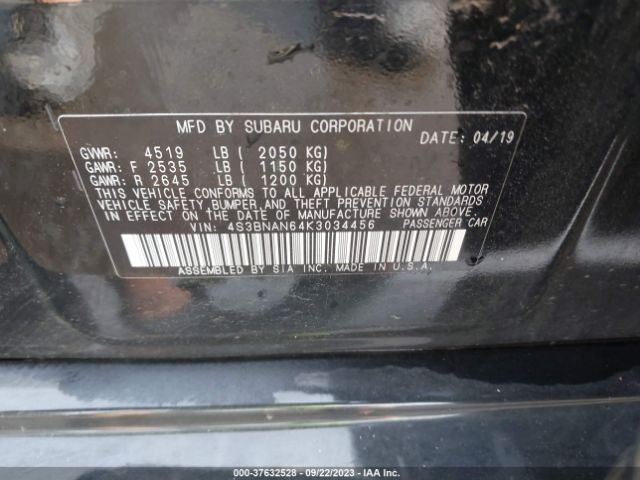 MFD BY SUBARU CORPORATION
DATE: 04/19
GVWR: 4519 LB ( 2050 KG)
GAWR: F 2535 LB ( 1150 KG)
GAWR: R 2645 LB ( 1200 KG)
THIS VEHICLE CONFORMS TO ALL APPLICABLE FEDERAL MOTOR
VEHICLE SAFETY, BUMPER, AND THEFT PREVENTION STANDARDS
IN EFFECT ON THE DATE OF MANUFACTURE SHOWN ABOVE.
VIN: 4S3BNAN64K3034456 PASSENGER CAR
ASSEMBLED BY SIA INC. MADE IN U.S.A.
000-37632528 - 09/22/2023 - IAA Inc.